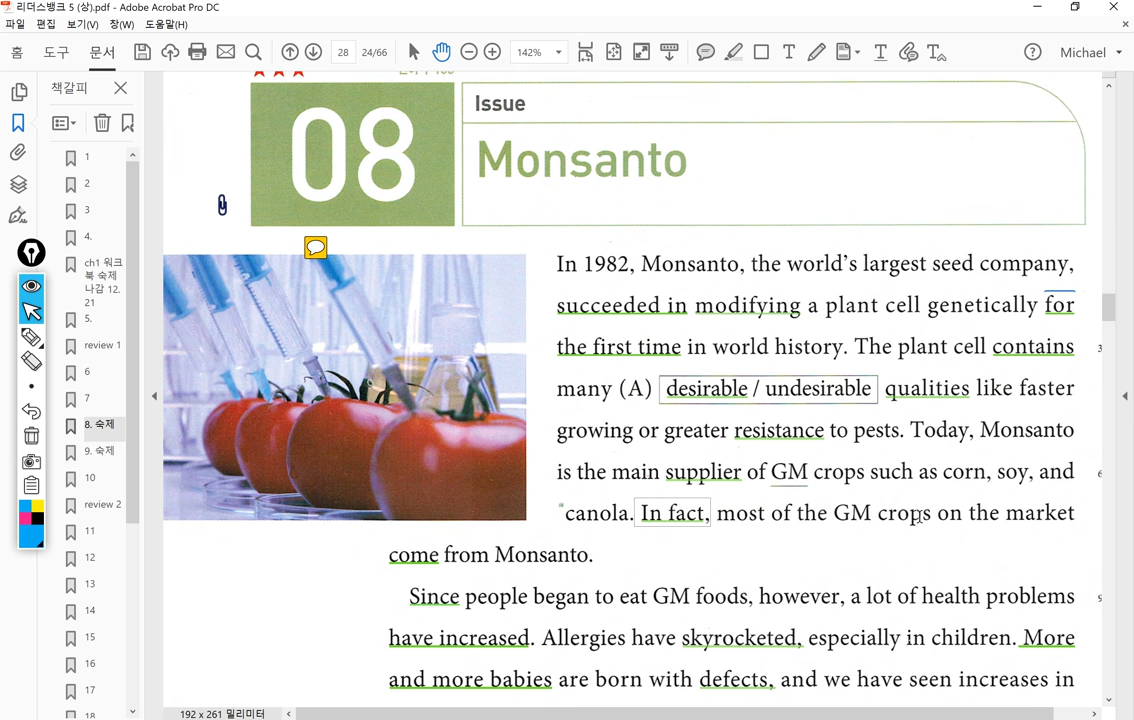 리더스뱅크 5 (상).pdf - Adobe Acrobat Pro DC
파일 편집 보기(V) 창(W) 도움말(H)
홈 도구 문서 28 24/66 142% Michael
책갈피
1
2
3
4.
ch1 워크
북 숙제
나감 12.
21
5.
review 1
6
7
8. 숙제
9. 숙제
10
review 2
11
12
13
14
15
16
17
18
08
Issue
Monsanto
In 1982, Monsanto, the world's largest seed company,
succeeded in modifying a plant cell genetically for
the first time in world history. The plant cell contains
many (A) desirable / undesirable qualities like faster
growing or greater resistance to pests. Today, Monsanto
is the main supplier of GM crops such as corn, soy, and
canola. In fact, most of the GM crops on the market
come from Monsanto.
Since people began to eat GM foods, however, a lot of health problems
have increased. Allergies have skyrocketed, especially in children. More
and more babies are born with defects, and we have seen increases in
3
6
192 x 261 밀리미터